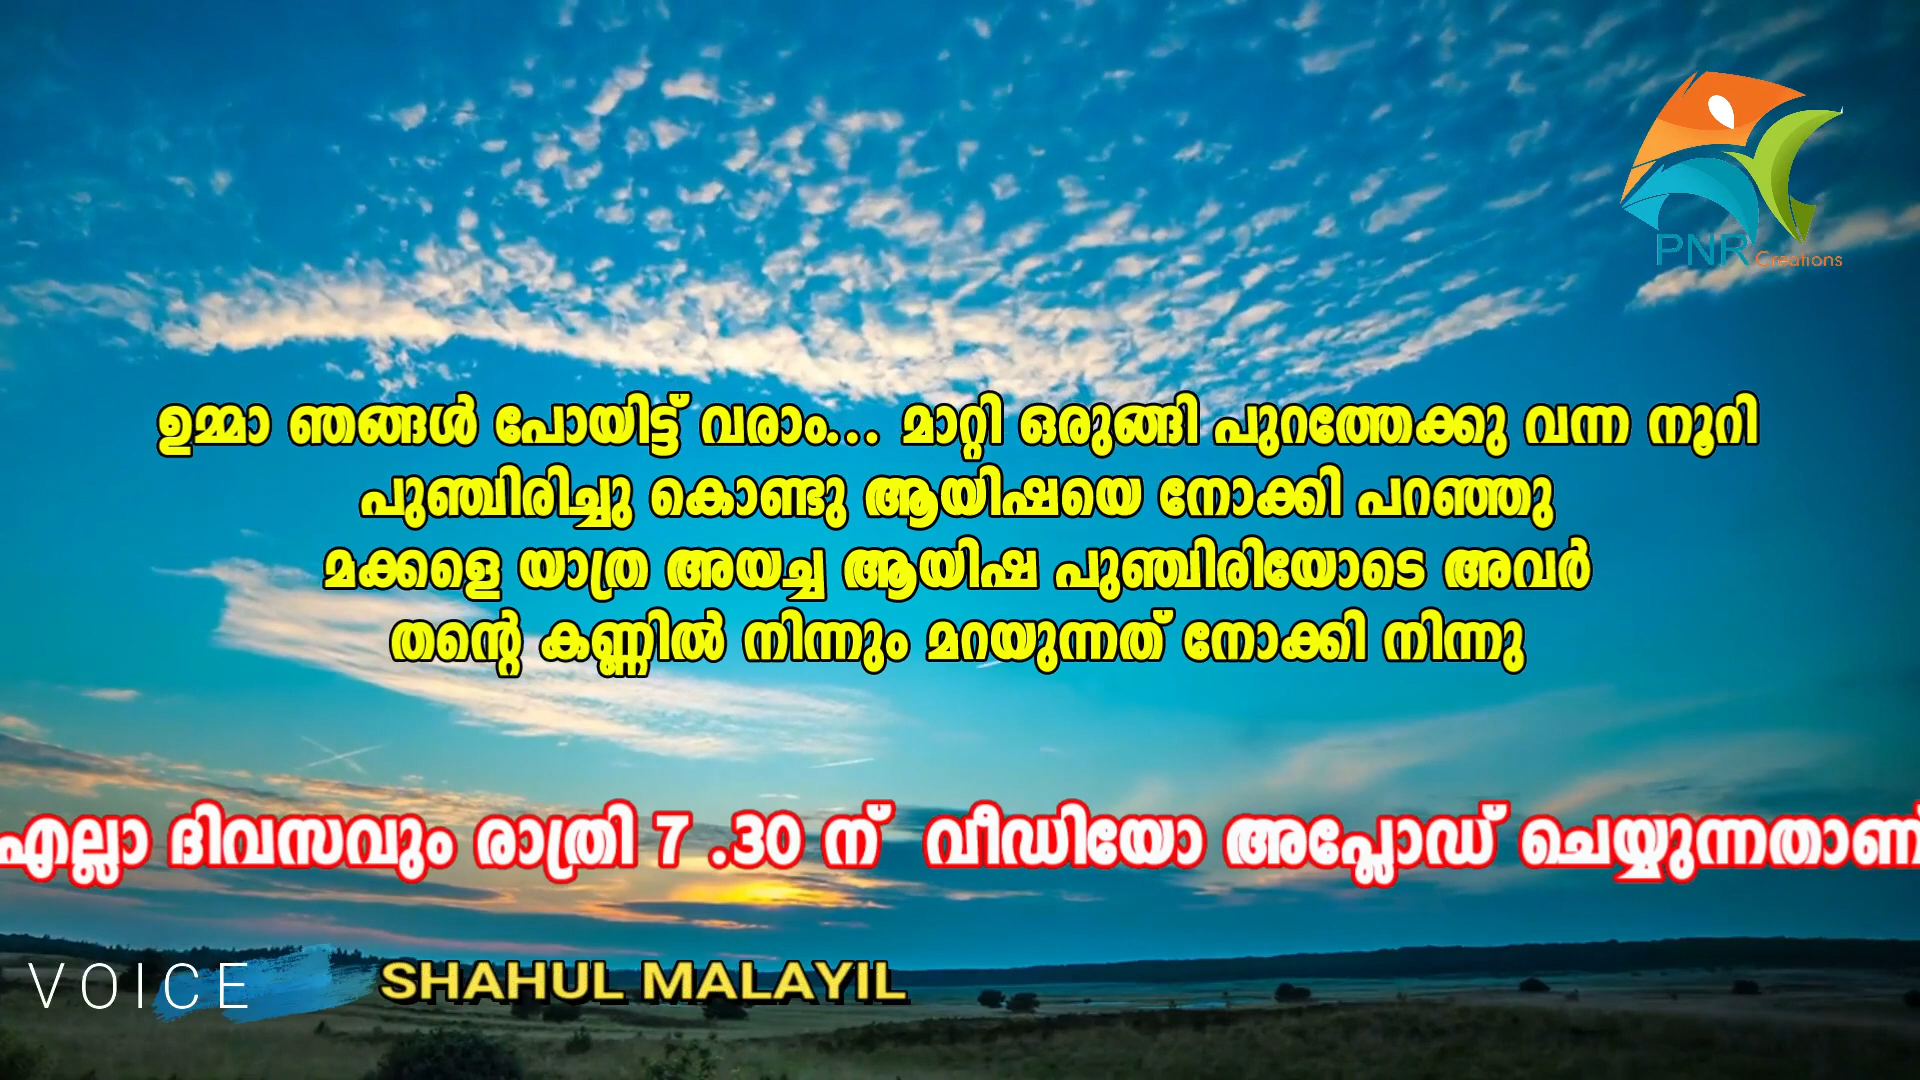 PNR Creations
ഉമ്മാ ഞങ്ങൾ പോയിട്ട് വരാം... മാറ്റി ഒരുങ്ങി പുറത്തേക്കു വന്ന നൂറി
പുഞ്ചിരിച്ചു കൊണ്ടു ആയിഷയെ നോക്കി പറഞ്ഞു
മക്കളെ യാത്ര അയച്ച ആയിഷ പുഞ്ചിരിയോടെ അവർ
തന്റെ കണ്ണിൽ നിന്നും മറയുന്നത് നോക്കി നിന്നു
എല്ലാ ദിവസവും രാത്രി 7 .30 ന് വീഡിയോ അപ്ലോഡ് ചെയ്യുന്നതാണ്
VOICE SHAHUL MALAYIL